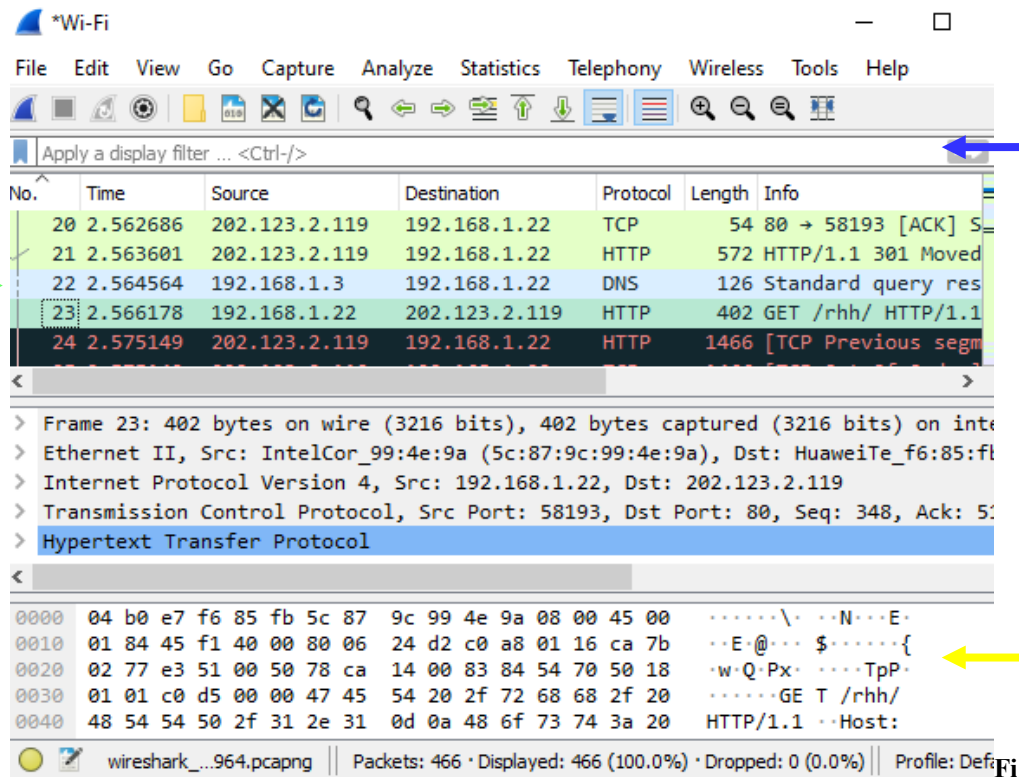 *Wi-Fi
File Edit View Go Capture Analyze Statistics Telephony Wireless Tools Help
Apply a display filter ... <Ctrl-/>
No. Time Source Destination Protocol Length Info
20 2.562686 202.123.2.119 192.168.1.22 TCP 54 80 → 58193 [ACK] S
21 2.563601 202.123.2.119 192.168.1.22 HTTP 572 HTTP/1.1 301 Moved
22 2.564564 192.168.1.3 192.168.1.22 DNS 126 Standard query res
23 2.566178 192.168.1.22 202.123.2.119 HTTP 402 GET /rhh/ HTTP/1.1
24 2.575149 202.123.2.119 192.168.1.22 HTTP 1466 [TCP Previous segm
> Frame 23: 402 bytes on wire (3216 bits), 402 bytes captured (3216 bits) on inte
> Ethernet II, Src: IntelCor_99:4e:9a (5c:87:9c:99:4e:9a), Dst: HuaweiTe_f6:85:fb
> Internet Protocol Version 4, Src: 192.168.1.22, Dst: 202.123.2.119
> Transmission Control Protocol, Src Port: 58193, Dst Port: 80, Seq: 348, Ack: 51
> Hypertext Transfer Protocol
0000 04 b0 e7 f6 85 fb 5c 87 9c 99 4e 9a 08 00 45 00 ······\· ··N···E·
0010 01 84 45 f1 40 00 80 06 24 d2 c0 a8 01 16 ca 7b ··E·@··· $······{
0020 02 77 e3 51 00 50 78 ca 14 00 83 84 54 70 50 18 ·w·Q·Px· ····TpP·
0030 01 01 c0 d5 00 00 47 45 54 20 2f 72 68 68 2f 20 ······GE T /rhh/
0040 48 54 54 50 2f 31 2e 31 0d 0a 48 6f 73 74 3a 20 HTTP/1.1 ··Host:
wireshark_...964.pcapng Packets: 466 · Displayed: 466 (100.0%) · Dropped: 0 (0.0%) Profile: Defa
Fi